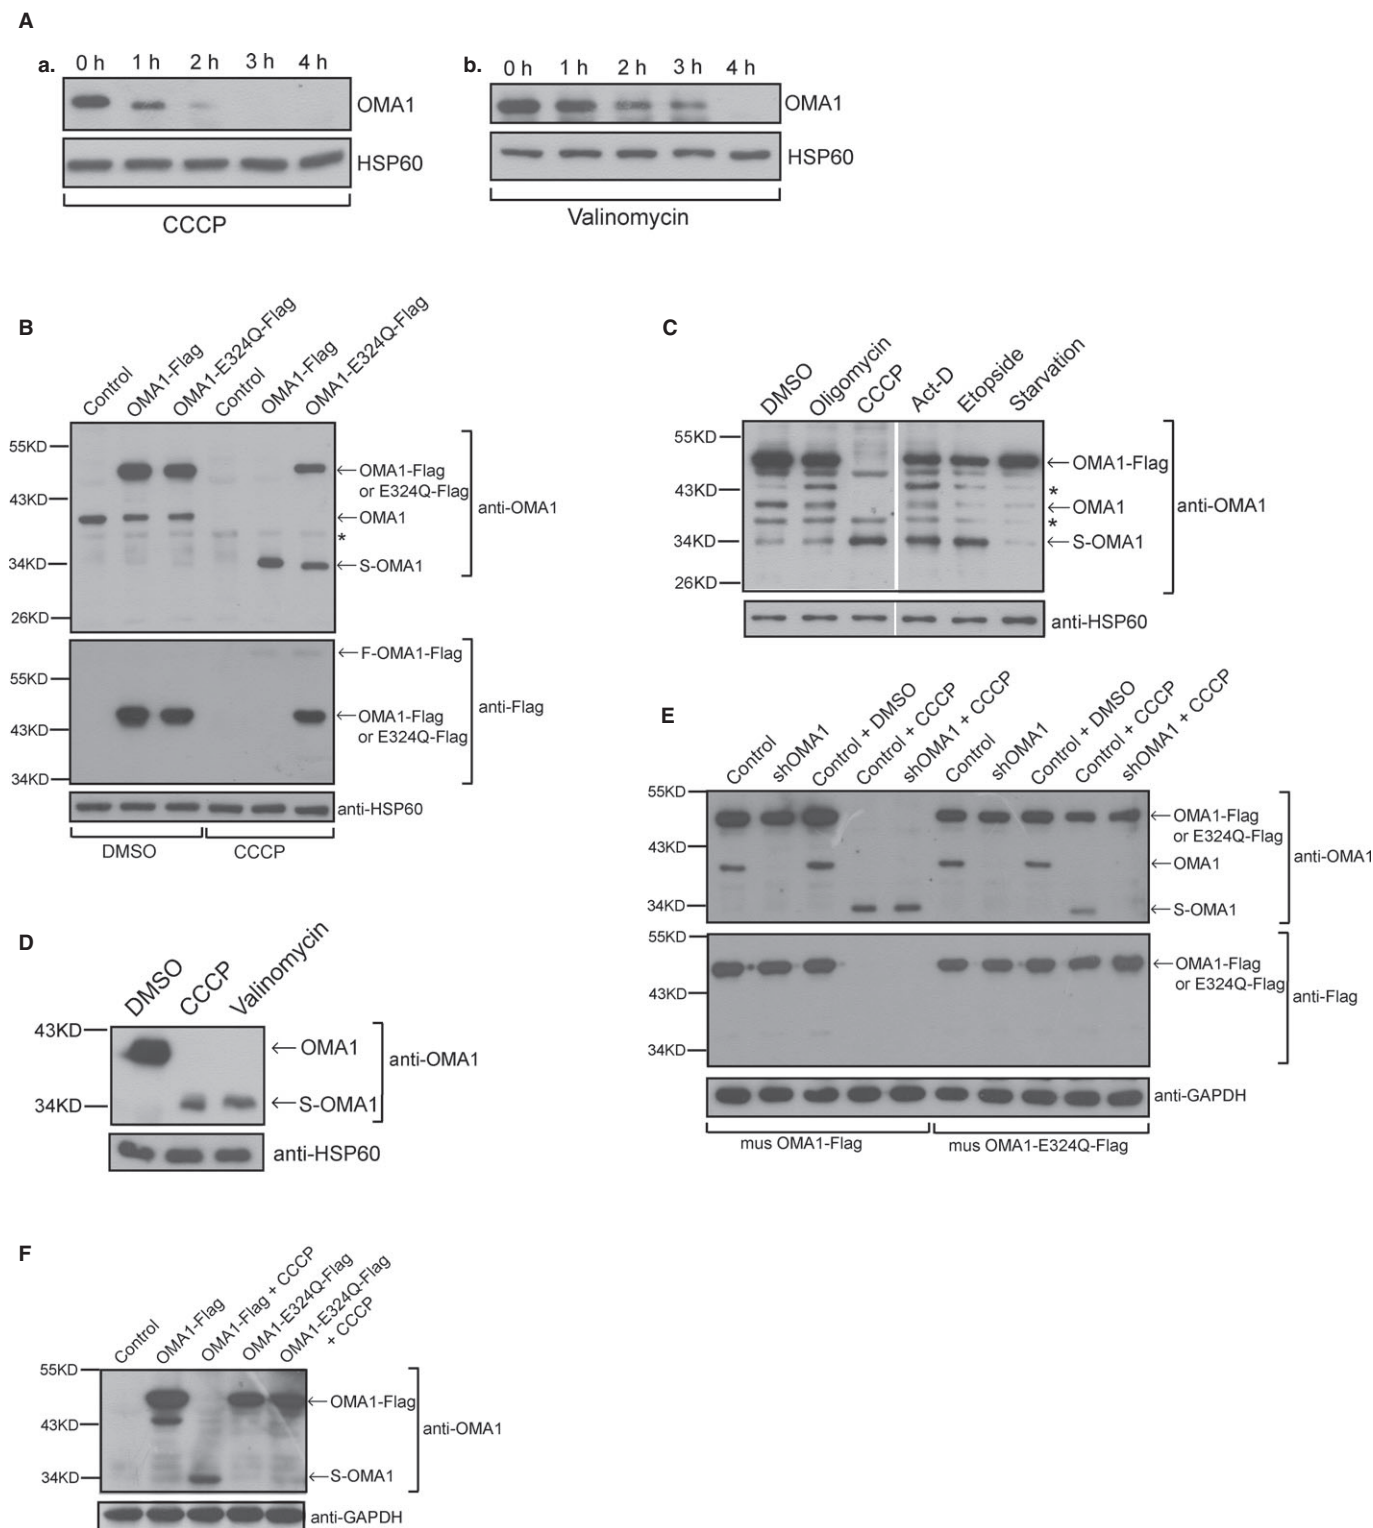 A
a.
0 h 1 h 2 h 3 h 4 h
OMA1
HSP60
CCCP
b.
0 h 1 h 2 h 3 h 4 h
OMA1
HSP60
Valinomycin
B
Control
OMA1-Flag
OMA1-E324Q-Flag
Control
OMA1-Flag
OMA1-E324Q-Flag
55KD
43KD
34KD
26KD
←OMA1-Flag
or E324Q-Flag
←OMA1
*
←S-OMA1
anti-OMA1
55KD
43KD
34KD
←F-OMA1-Flag
←OMA1-Flag
or E324Q-Flag
anti-Flag
anti-HSP60
DMSO
CCCP
C
DMSO
Oligomycin
CCCP
Act-D
Etopside
Starvation
55KD
43KD
34KD
26KD
←OMA1-Flag
*
←OMA1
*
←S-OMA1
anti-OMA1
anti-HSP60
D
DMSO
CCCP
Valinomycin
43KD
34KD
←OMA1
←S-OMA1
anti-OMA1
anti-HSP60
E
Control
shOMA1
Control + DMSO
Control + CCCP
shOMA1 + CCCP
Control
shOMA1
Control + DMSO
Control + CCCP
shOMA1 + CCCP
55KD
43KD
34KD
←OMA1-Flag
or E324Q-Flag
←OMA1
←S-OMA1
anti-OMA1
55KD
43KD
34KD
←OMA1-Flag
or E324Q-Flag
anti-Flag
anti-GAPDH
mus OMA1-Flag
mus OMA1-E324Q-Flag
F
Control
OMA1-Flag
OMA1-Flag + CCCP
OMA1-E324Q-Flag
OMA1-E324Q-Flag
+ CCCP
55KD
43KD
34KD
←OMA1-Flag
←S-OMA1
anti-OMA1
anti-GAPDH